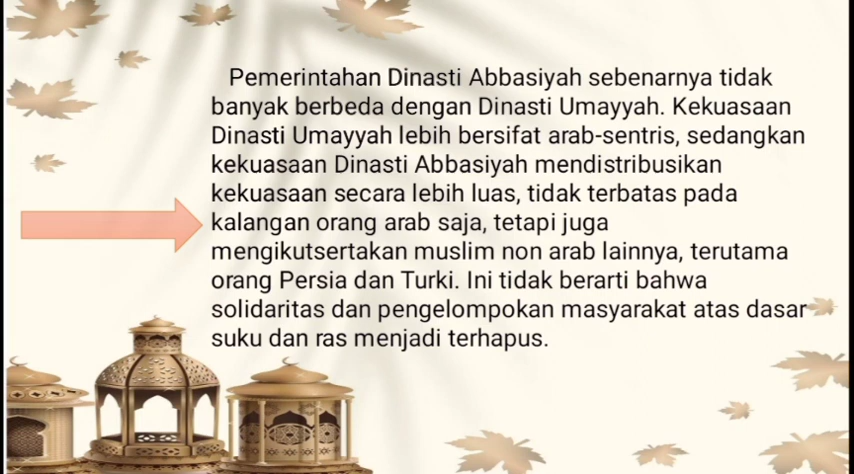 Pemerintahan Dinasti Abbasiyah sebenarnya tidak
banyak berbeda dengan Dinasti Umayyah. Kekuasaan
Dinasti Umayyah lebih bersifat arab-sentris, sedangkan
kekuasaan Dinasti Abbasiyah mendistribusikan
kekuasaan secara lebih luas, tidak terbatas pada
kalangan orang arab saja, tetapi juga
mengikutsertakan muslim non arab lainnya, terutama
orang Persia dan Turki. Ini tidak berarti bahwa
solidaritas dan pengelompokan masyarakat atas dasar
suku dan ras menjadi terhapus.